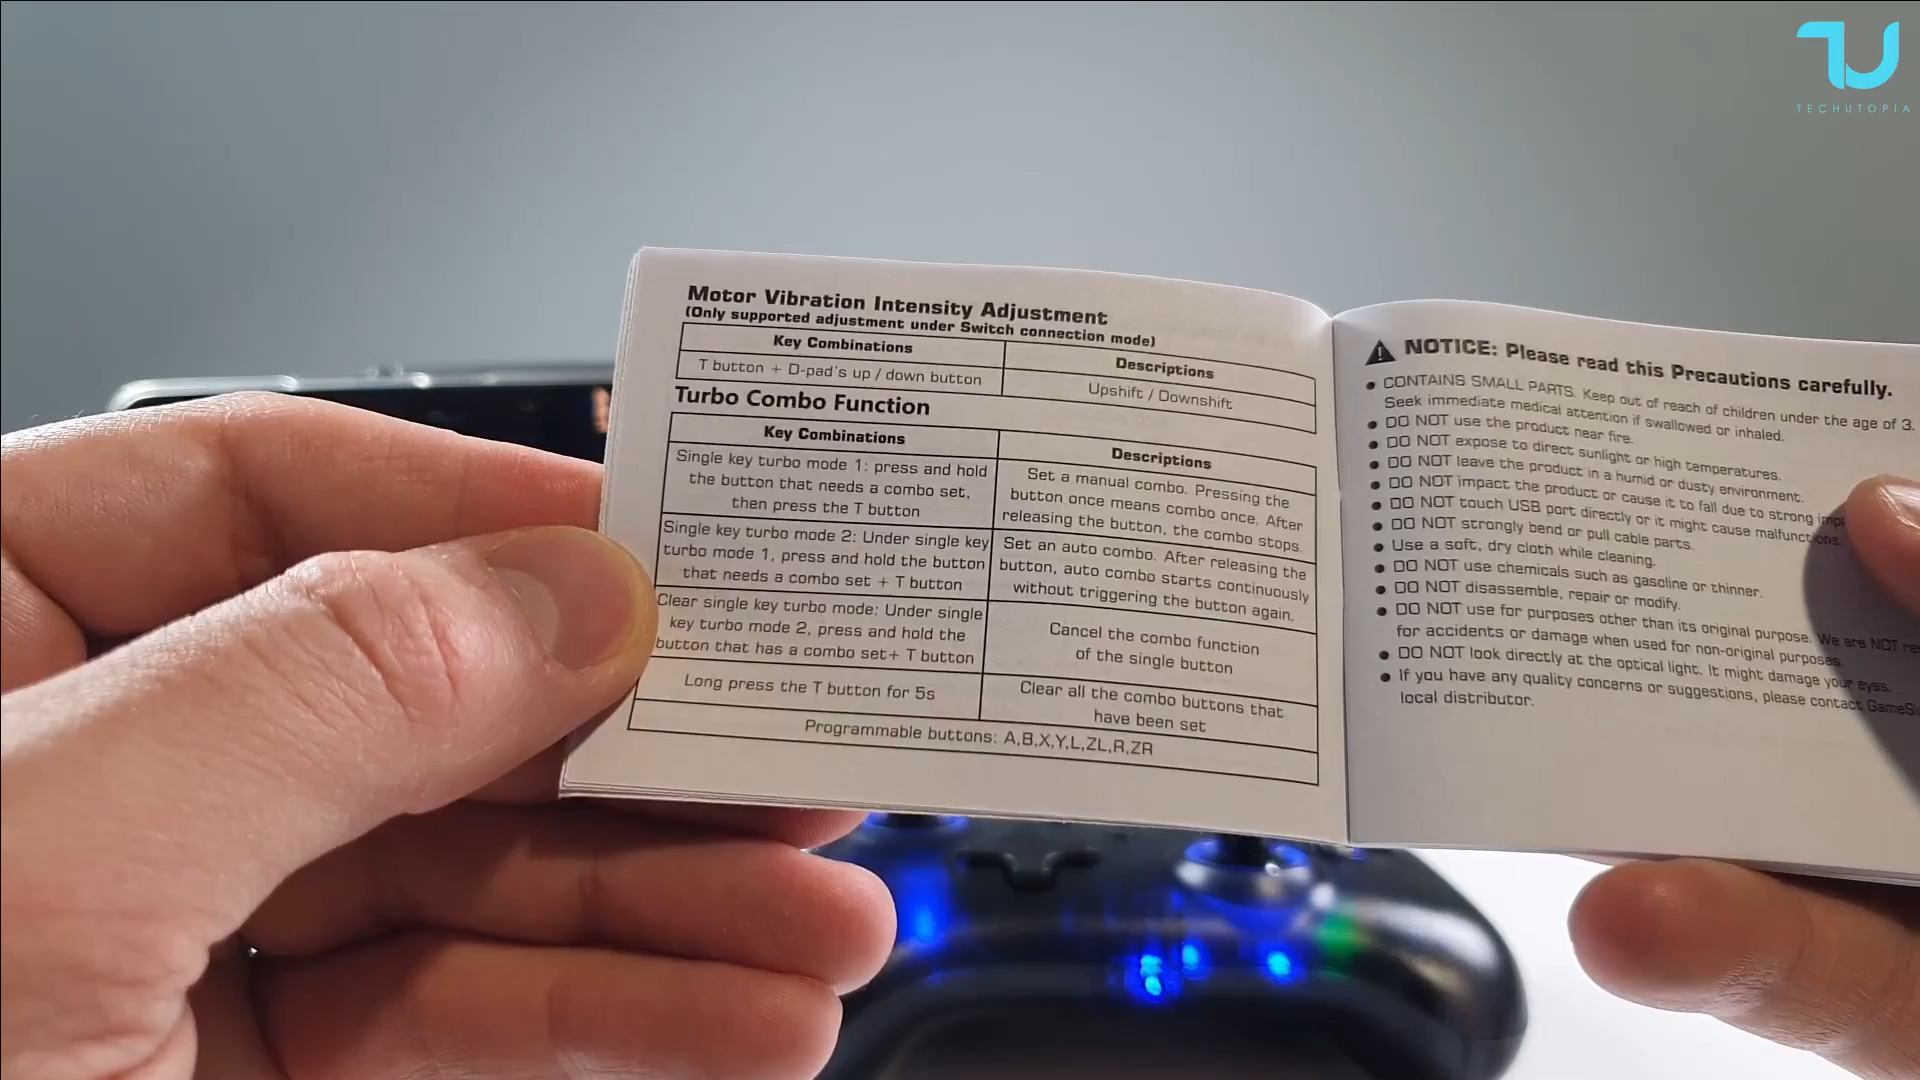 TECHUTOPIA
Motor Vibration Intensity Adjustment
(Only supported adjustment under Switch connection mode)
Key Combinations
Descriptions
T button + D-pad's up / down button
Upshift / Downshift
Turbo Combo Function
Key Combinations
Descriptions
Single key turbo mode 1: press and hold
the button that needs a combo set,
then press the T button
Set a manual combo. Pressing the
button once means combo once. After
releasing the button, the combo stops.
Single key turbo mode 2: Under single key
turbo mode 1, press and hold the button
that needs a combo set + T button
Set an auto combo. After releasing the
button, auto combo starts continuously
without triggering the button again.
Clear single key turbo mode: Under single
key turbo mode 2, press and hold the
button that has a combo set+ T button
Cancel the combo function
of the single button
Long press the T button for 5s
Clear all the combo buttons that
have been set
Programmable buttons: A,B,X,Y,L,ZL,R,ZR
NOTICE: Please read this Precautions carefully.
● CONTAINS SMALL PARTS. Keep out of reach of children under the age of 3.
Seek immediate medical attention if swallowed or inhaled.
● DO NOT use the product near fire.
● DO NOT expose to direct sunlight or high temperatures.
● DO NOT leave the product in a humid or dusty environment.
● DO NOT impact the product or cause it to fall due to strong
● DO NOT touch USB port directly or it might cause malfunctions.
● DO NOT strongly bend or pull cable parts.
● Use a soft, dry cloth while cleaning.
● DO NOT use chemicals such as gasoline or thinner.
● DO NOT disassemble, repair or modify.
● DO NOT use for purposes other than its original purpose. We are NOT
for accidents or damage when used for non-original purposes.
● DO NOT look directly at the optical light. It might damage your eyes.
● If you have any quality concerns or suggestions, please contact
local distributor.